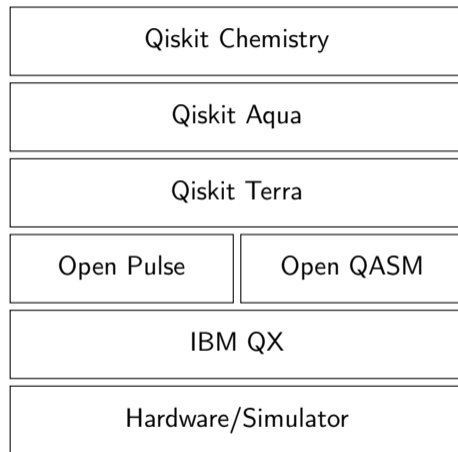 Qiskit Chemistry
Qiskit Aqua
Qiskit Terra
Open Pulse
Open QASM
IBM QX
Hardware/Simulator